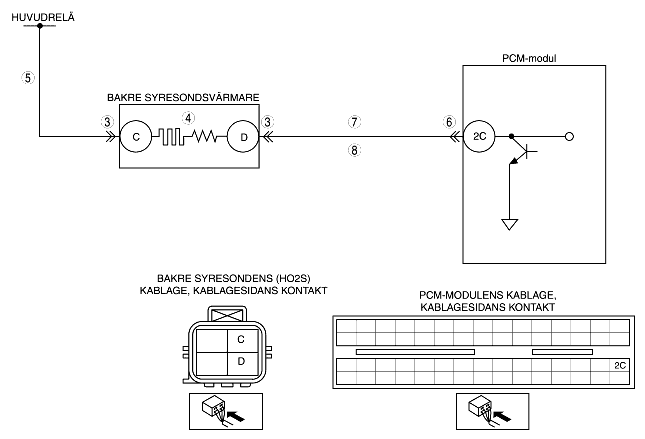 HUVUDRELÄ
PCM-modul
5
BAKRE SYRESONDSVÄRMARE
3
4
3
7
6
C
D
2C
8
BAKRE SYRESONDENS (HO2S)
KABLAGE, KABLAGESIDANS KONTAKT
PCM-MODULENS KABLAGE,
KABLAGESIDANS KONTAKT
C
D
2C